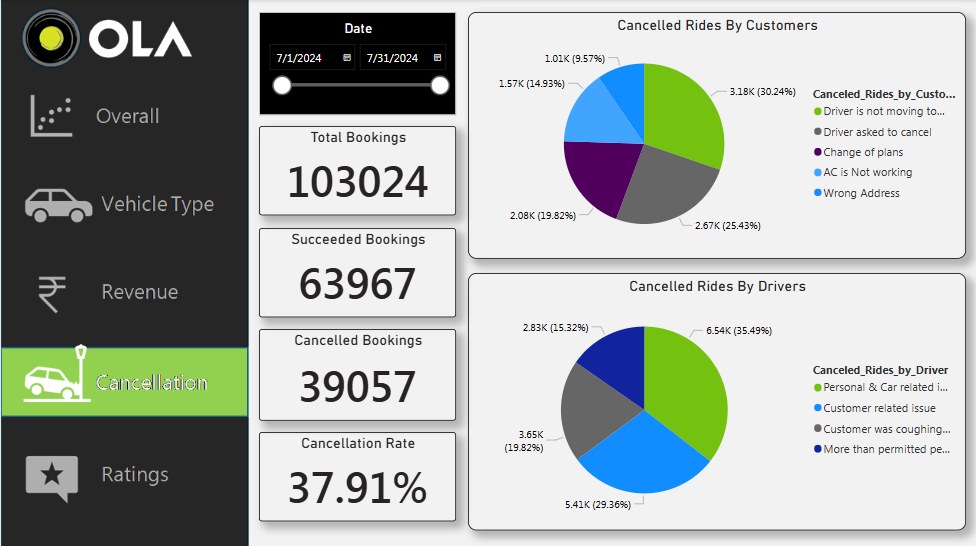 OLA
Overall
Vehicle Type
Revenue
Cancellation
Ratings
Date
7/1/2024
7/31/2024
Total Bookings
103024
Succeeded Bookings
63967
Cancelled Bookings
39057
Cancellation Rate
37.91%
Cancelled Rides By Customers
1.01K (9.57%)
1.57K (14.93%)
3.18K (30.24%)
2.08K (19.82%)
2.67K (25.43%)
Canceled_Rides_by_Custo...
Driver is not moving to...
Driver asked to cancel
Change of plans
AC is Not working
Wrong Address
Cancelled Rides By Drivers
2.83K (15.32%)
6.54K (35.49%)
3.65K
(19.82%)
5.41K (29.36%)
Canceled_Rides_by_Driver
Personal & Car related i...
Customer related issue
Customer was coughing...
More than permitted pe...